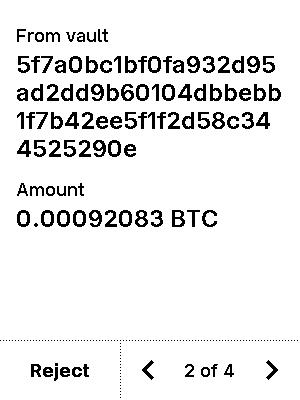 From vault
5f7a0bc1bf0fa932d95
ad2dd9b60104dbbebb
1f7b42ee5f1f2d58c34
4525290e
Amount
0.00092083 BTC
Reject
2 of 4